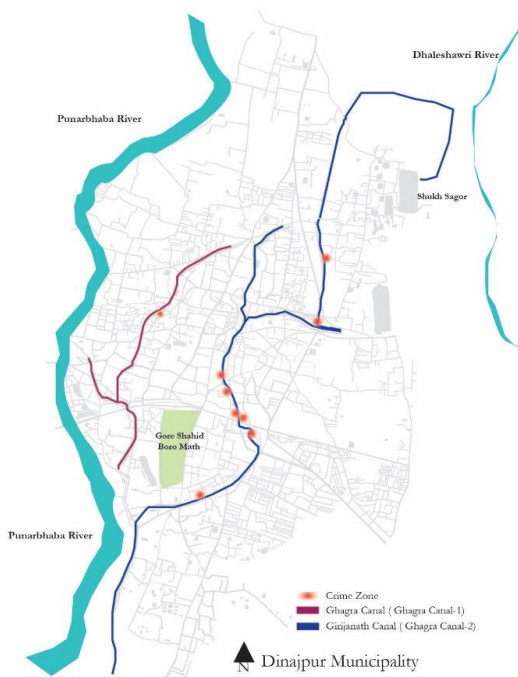 Dhaleshawri River
Punarbhaba River
Shukh Sagor
Gore Shahid
Boro Math
Punarbhaba River
Crime Zone
Ghagra Canal ( Ghagra Canal-1)
Girijanath Canal ( Ghagra Canal-2)
N
Dinajpur Municipality